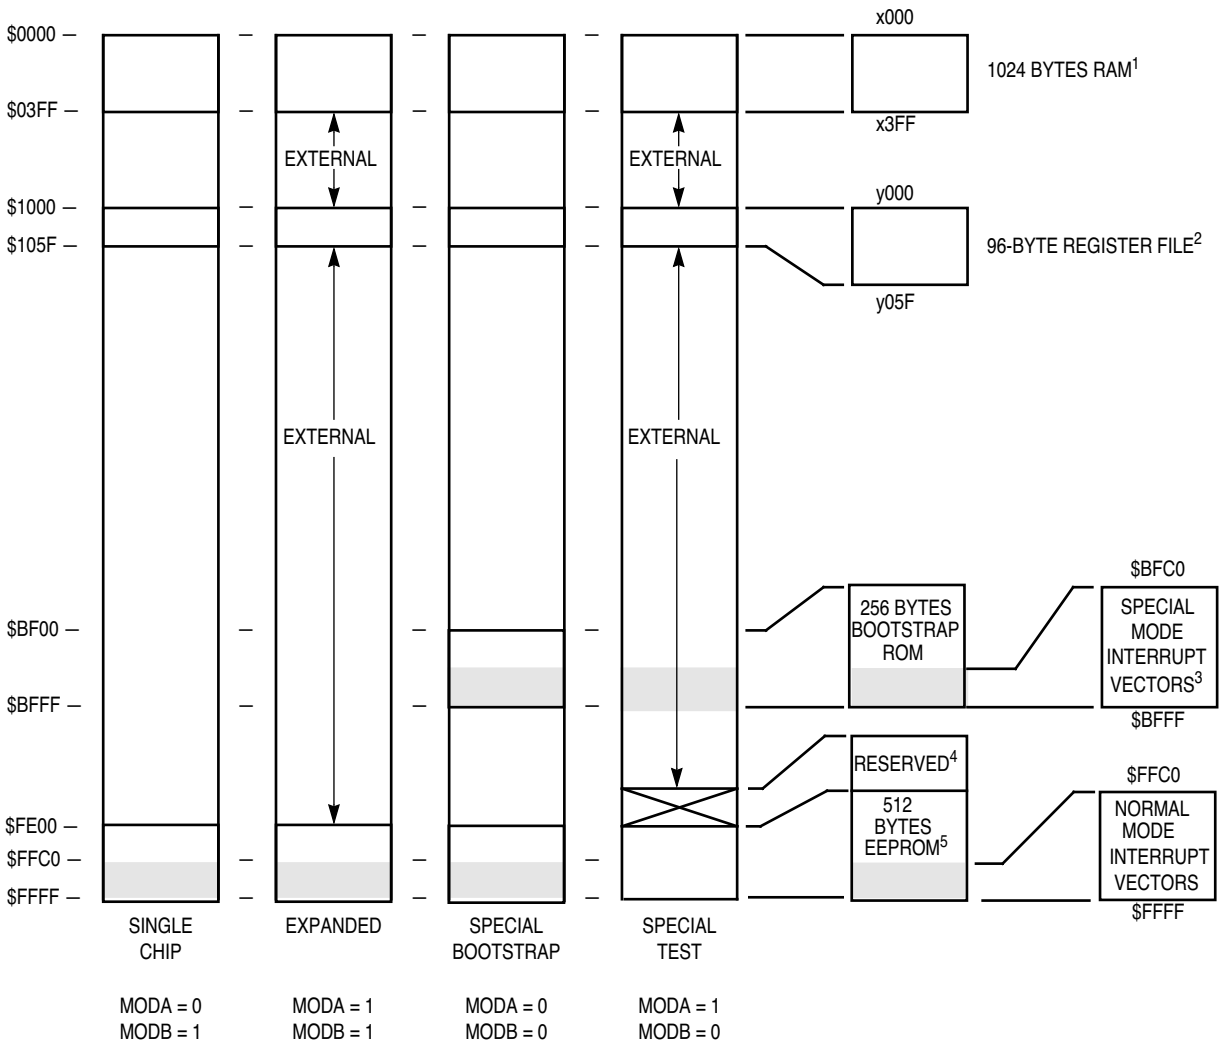 $0000
$03FF
$1000
$105F
$BF00
$BFFF
$FE00
$FFC0
$FFFF
EXTERNAL
EXTERNAL
EXTERNAL
EXTERNAL
x000
1024 BYTES RAM1
x3FF
y000
96-BYTE REGISTER FILE2
y05F
256 BYTES
BOOTSTRAP
ROM
$BFC0
SPECIAL
MODE
INTERRUPT
VECTORS3
$BFFF
RESERVED4
512
BYTES
EEPROM5
$FFC0
NORMAL
MODE
INTERRUPT
VECTORS
$FFFF
SINGLE
CHIP
MODA = 0
MODB = 1
EXPANDED
MODA = 1
MODB = 1
SPECIAL
BOOTSTRAP
MODA = 0
MODB = 0
SPECIAL
TEST
MODA = 1
MODB = 0